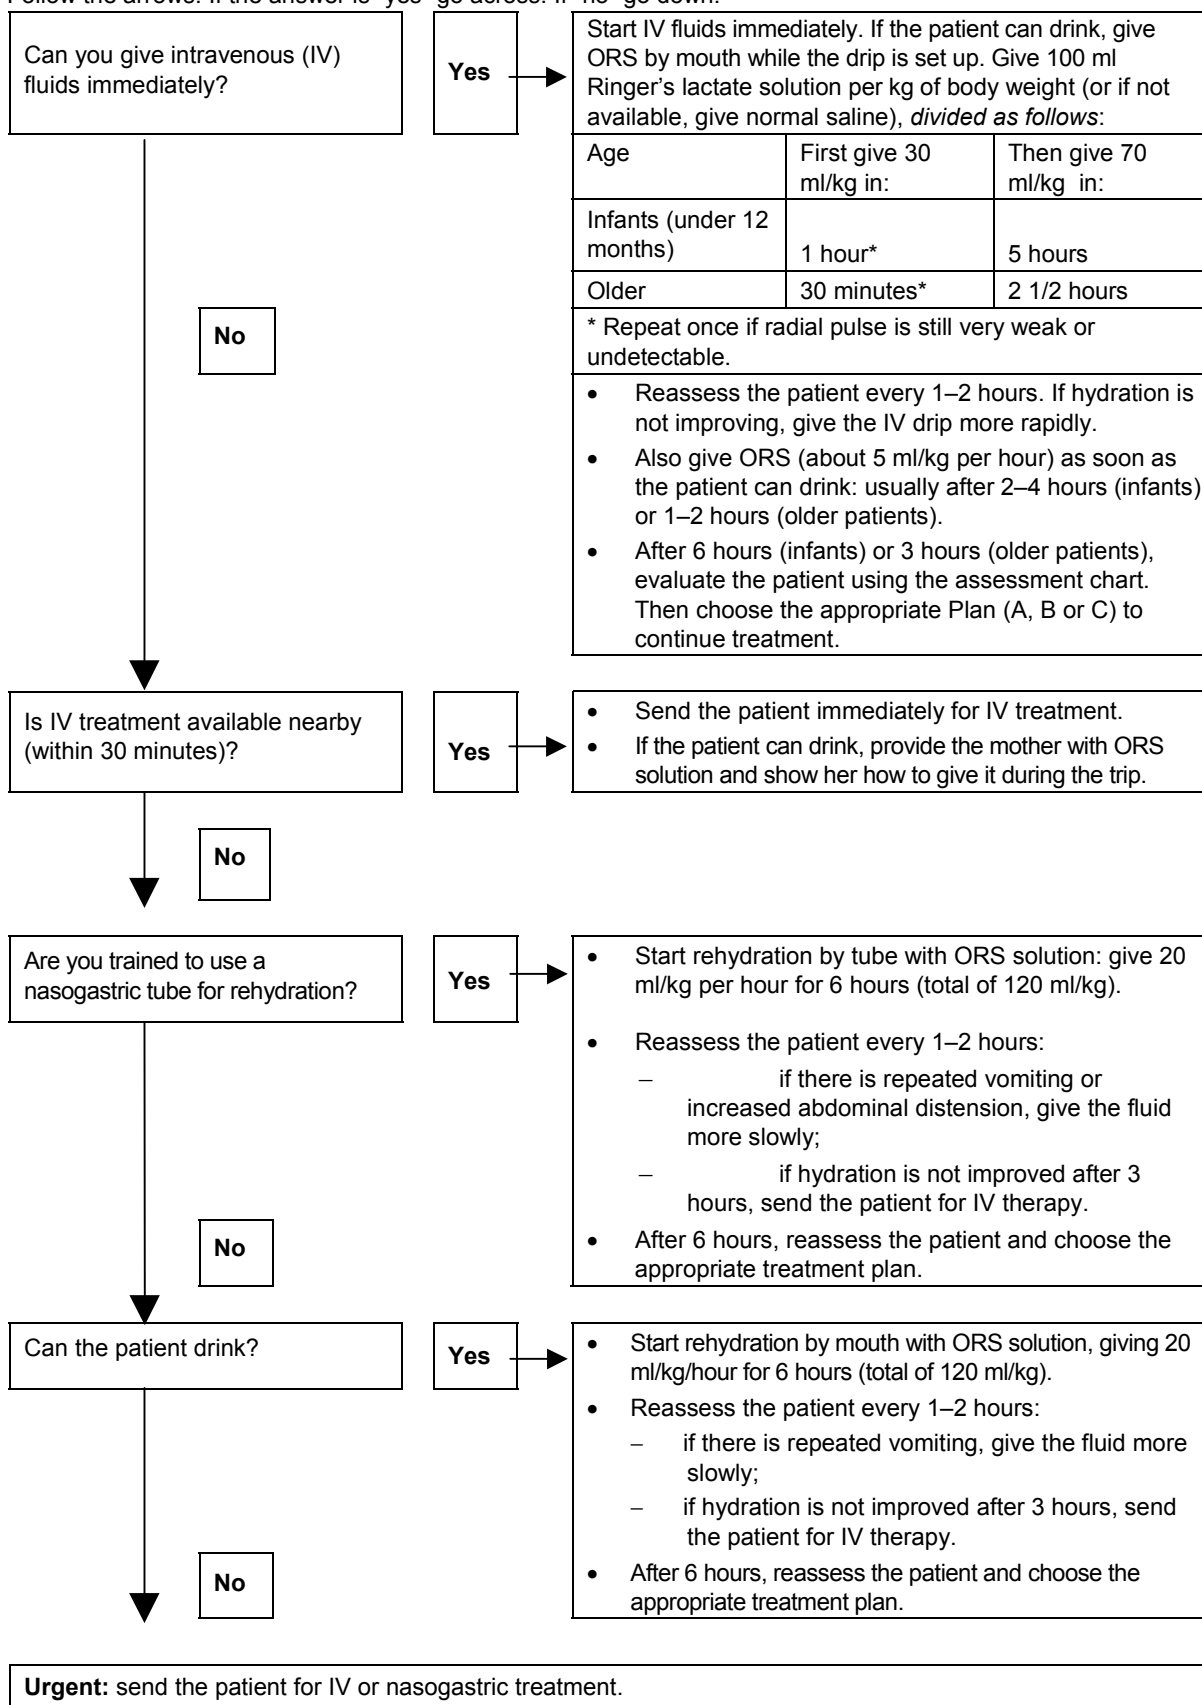 Follow the arrows. If the answer is "yes" go across. If "no" go down.
Can you give intravenous (IV)
fluids immediately?
Yes
Start IV fluids immediately. If the patient can drink, give
ORS by mouth while the drip is set up. Give 100 ml
Ringer's lactate solution per kg of body weight (or if not
available, give normal saline), divided as follows:
Age
First give 30
ml/kg in:
Then give 70
ml/kg in:
Infants (under 12
months)
1 hour*
5 hours
Older
30 minutes*
2 1/2 hours
* Repeat once if radial pulse is still very weak or
undetectable.
• Reassess the patient every 1–2 hours. If hydration is
not improving, give the IV drip more rapidly.
• Also give ORS (about 5 ml/kg per hour) as soon as
the patient can drink: usually after 2–4 hours (infants)
or 1–2 hours (older patients).
• After 6 hours (infants) or 3 hours (older patients),
evaluate the patient using the assessment chart.
Then choose the appropriate Plan (A, B or C) to
continue treatment.
No
Is IV treatment available nearby
(within 30 minutes)?
Yes
• Send the patient immediately for IV treatment.
• If the patient can drink, provide the mother with ORS
solution and show her how to give it during the trip.
No
Are you trained to use a
nasogastric tube for rehydration?
Yes
• Start rehydration by tube with ORS solution: give 20
ml/kg per hour for 6 hours (total of 120 ml/kg).
• Reassess the patient every 1–2 hours:
– if there is repeated vomiting or
increased abdominal distension, give the fluid
more slowly;
– if hydration is not improved after 3
hours, send the patient for IV therapy.
• After 6 hours, reassess the patient and choose the
appropriate treatment plan.
No
Can the patient drink?
Yes
• Start rehydration by mouth with ORS solution, giving 20
ml/kg/hour for 6 hours (total of 120 ml/kg).
• Reassess the patient every 1–2 hours:
– if there is repeated vomiting, give the fluid more
slowly;
– if hydration is not improved after 3 hours, send
the patient for IV therapy.
• After 6 hours, reassess the patient and choose the
appropriate treatment plan.
No
Urgent: send the patient for IV or nasogastric treatment.